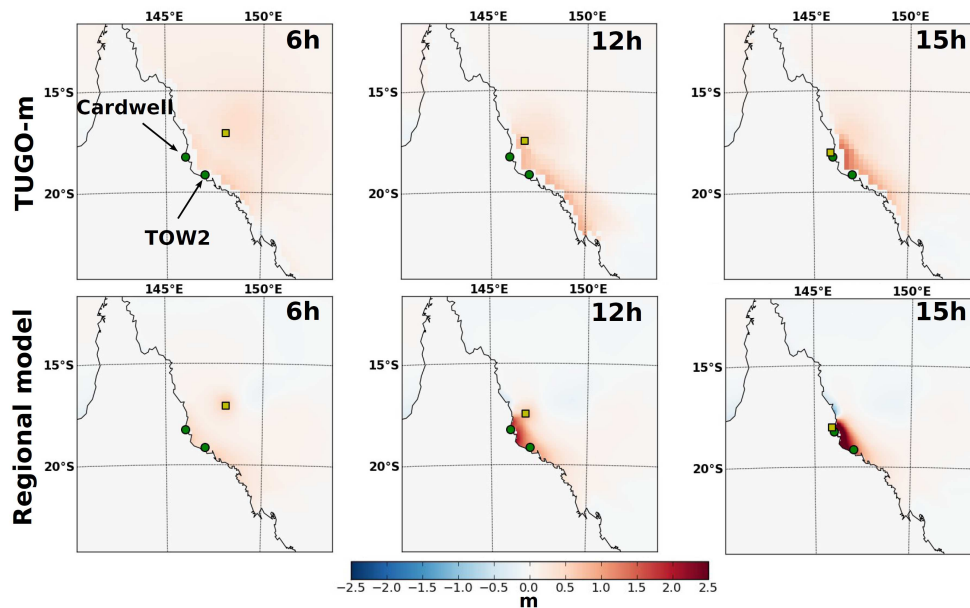 145°E 150°E 145°E 150°E 145°E 150°E
6h 12h 15h
TUGO-m
15°S 15°S 15°S
Cardwell
20°S 20°S 20°S
TOW2
145°E 150°E 145°E 150°E 145°E 150°E
6h 12h 15h
Regional model
15°S 15°S 15°S
20°S 20°S 20°S
−2.5 −2.0 −1.5 −1.0 −0.5 0.0 0.5 1.0 1.5 2.0 2.5
m